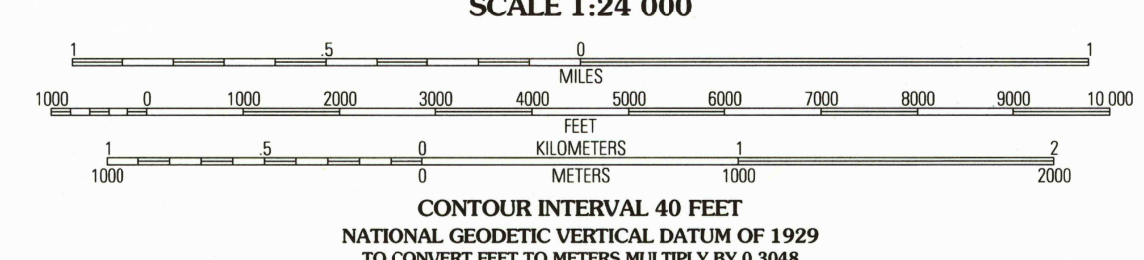 SCALE 1:24 000
1 .5 0 1
MILES
1000 0 1000 2000 3000 4000 5000 6000 7000 8000 9000 10 000
FEET
1 .5 0 KILOMETERS 1 2
1000 0 METERS 1000 2000
CONTOUR INTERVAL 40 FEET
NATIONAL GEODETIC VERTICAL DATUM OF 1929
TO CONVERT FEET TO METERS MULTIPLY BY 0.3048